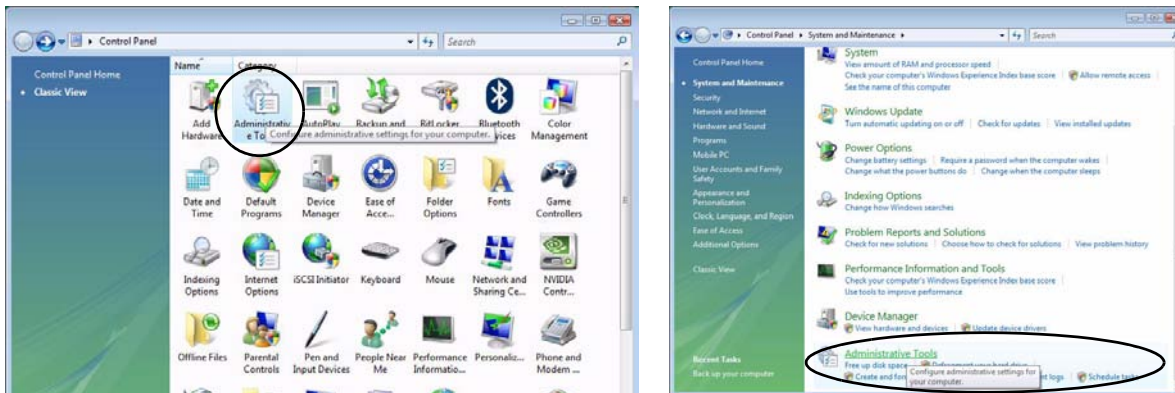 Control Panel
Search
Control Panel Home
Classic View
Name
Category
Add Hardware
Administrativ
e To
AutoPlay
Backup and
BitLocker
Bluetooth
vices
Color
Management
Configure administrative settings for your computer.
Date and
Time
Default
Programs
Device
Manager
Ease of
Acce...
Folder
Options
Fonts
Game
Controllers
Indexing
Options
Internet
Options
iSCSI Initiator
Keyboard
Mouse
Network and
Sharing Ce...
NVIDIA
Contr...
Offline Files
Parental
Controls
Pen and
Input Devices
People Near
Me
Performance
Informatio...
Personaliz...
Phone and
Modem ...
Control Panel
System and Maintenance
Search
Control Panel Home
System and Maintenance
Security
Network and Internet
Hardware and Sound
Programs
Mobile PC
User Accounts and Family
Safety
Appearance and
Personalization
Clock, Language, and Region
Ease of Access
Additional Options
Classic View
Recent Tasks
Back up your computer
System
View amount of RAM and processor speed
Check your computer's Windows Experience Index base score Allow remote access
See the name of this computer
Windows Update
Turn automatic updating on or off Check for updates View installed updates
Power Options
Change battery settings Require a password when the computer wakes
Change what the power buttons do Change when the computer sleeps
Indexing Options
Change how Windows searches
Problem Reports and Solutions
Check for new solutions Choose how to check for solutions View problem history
Performance Information and Tools
Check your computer's Windows Experience Index base score
Use tools to improve performance
Device Manager
View hardware and devices Update device drivers
Administrative Tools
Free up disk space Defragment your hard drive
Create and for t logs Schedule tasks
Configure administrative settings for
your computer.